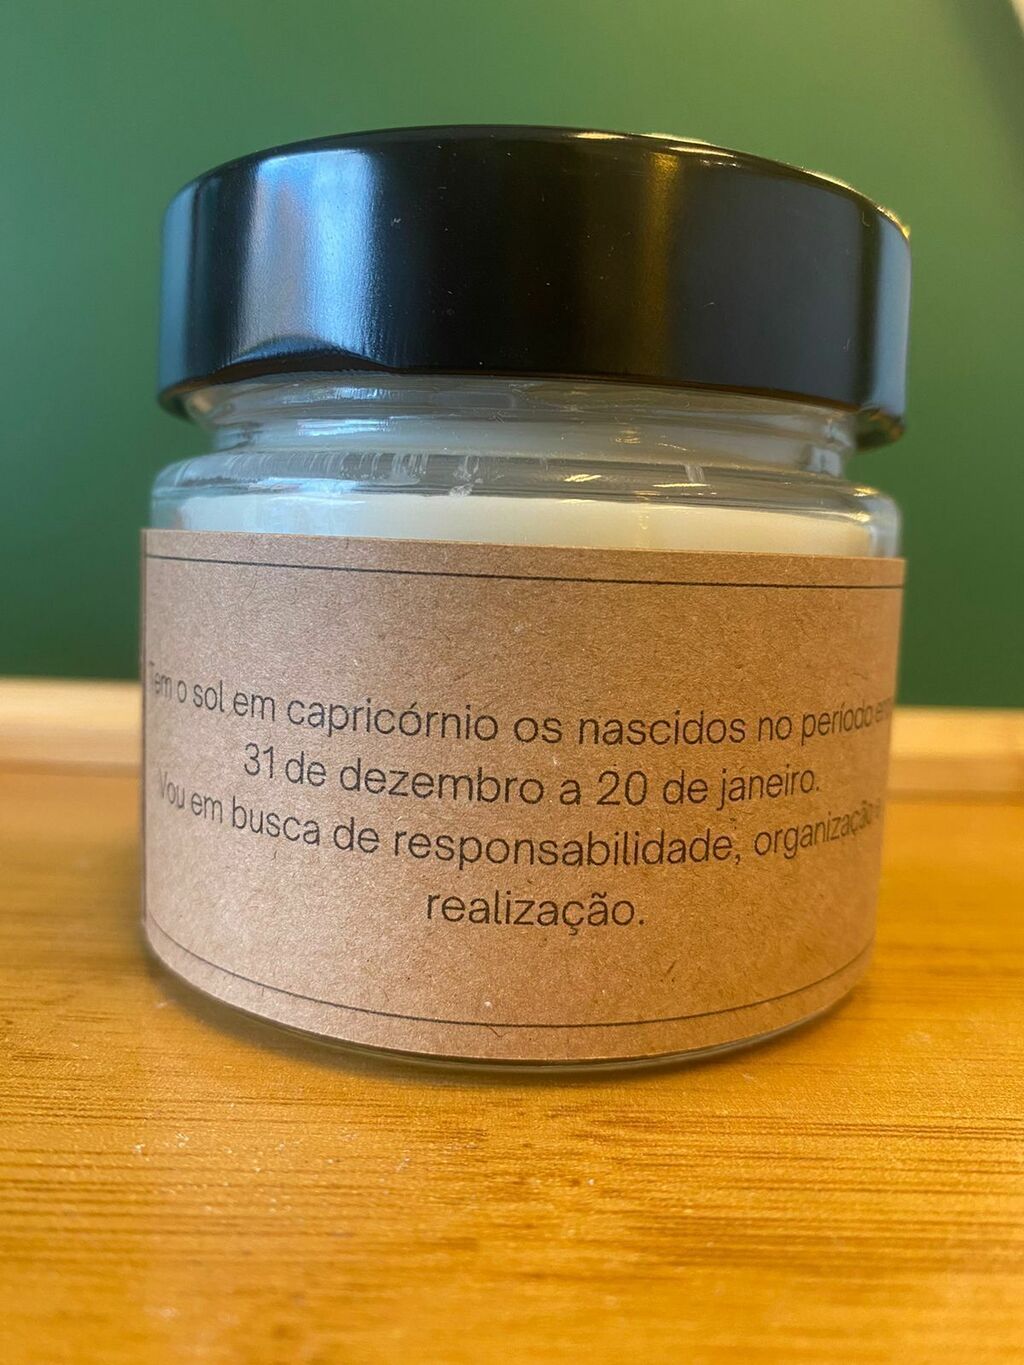 Tem o sol em capricórnio os nascidos no período
31 de dezembro a 20 de janeiro.
Vou em busca de responsabilidade, organização
realização.